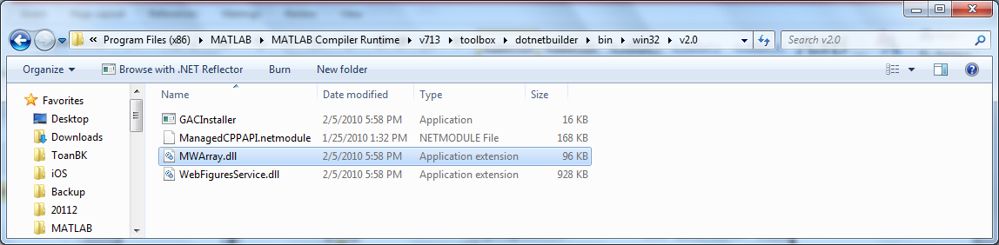 Program Files (x86) MATLAB MATLAB Compiler Runtime v713 toolbox dotnetbuilder bin win32 v2.0 Search v2.0
Organize Browse with .NET Reflector Burn New folder
Favorites
Desktop
Downloads
ToanBK
iOS
Backup
20112
MATLAB
Name Date modified Type Size
GACInstaller 2/5/2010 5:58 PM Application 16 KB
ManagedCPPAPI.netmodule 1/25/2010 1:32 PM NETMODULE File 168 KB
MWArray.dll 2/5/2010 5:58 PM Application extension 96 KB
WebFiguresService.dll 2/5/2010 5:58 PM Application extension 928 KB